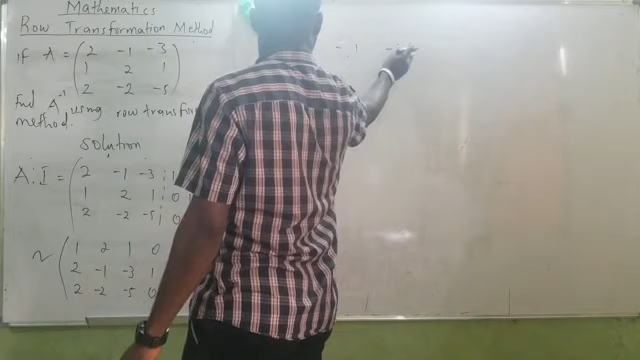 Mathematics
Row Transformation Method
If A = (2 -1 -3
1 2 1
2 -2 -5)
Find A⁻¹ using row transfor
method.
Solution
A:I = (2 -1 -3 : 1
1 2 1 : 0
2 -2 -5 : 0
~ (1 2 1 0
2 -1 -3 1
2 -2 -5 0
- 1 -